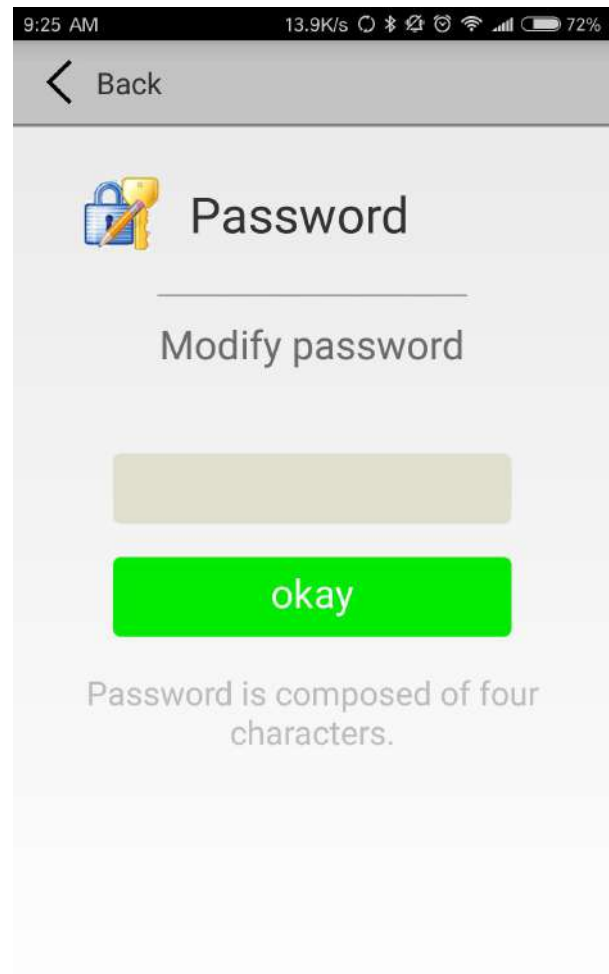 9:25 AM 13.9K/s 72%
Back
Password
Modify password
okay
Password is composed of four
characters.